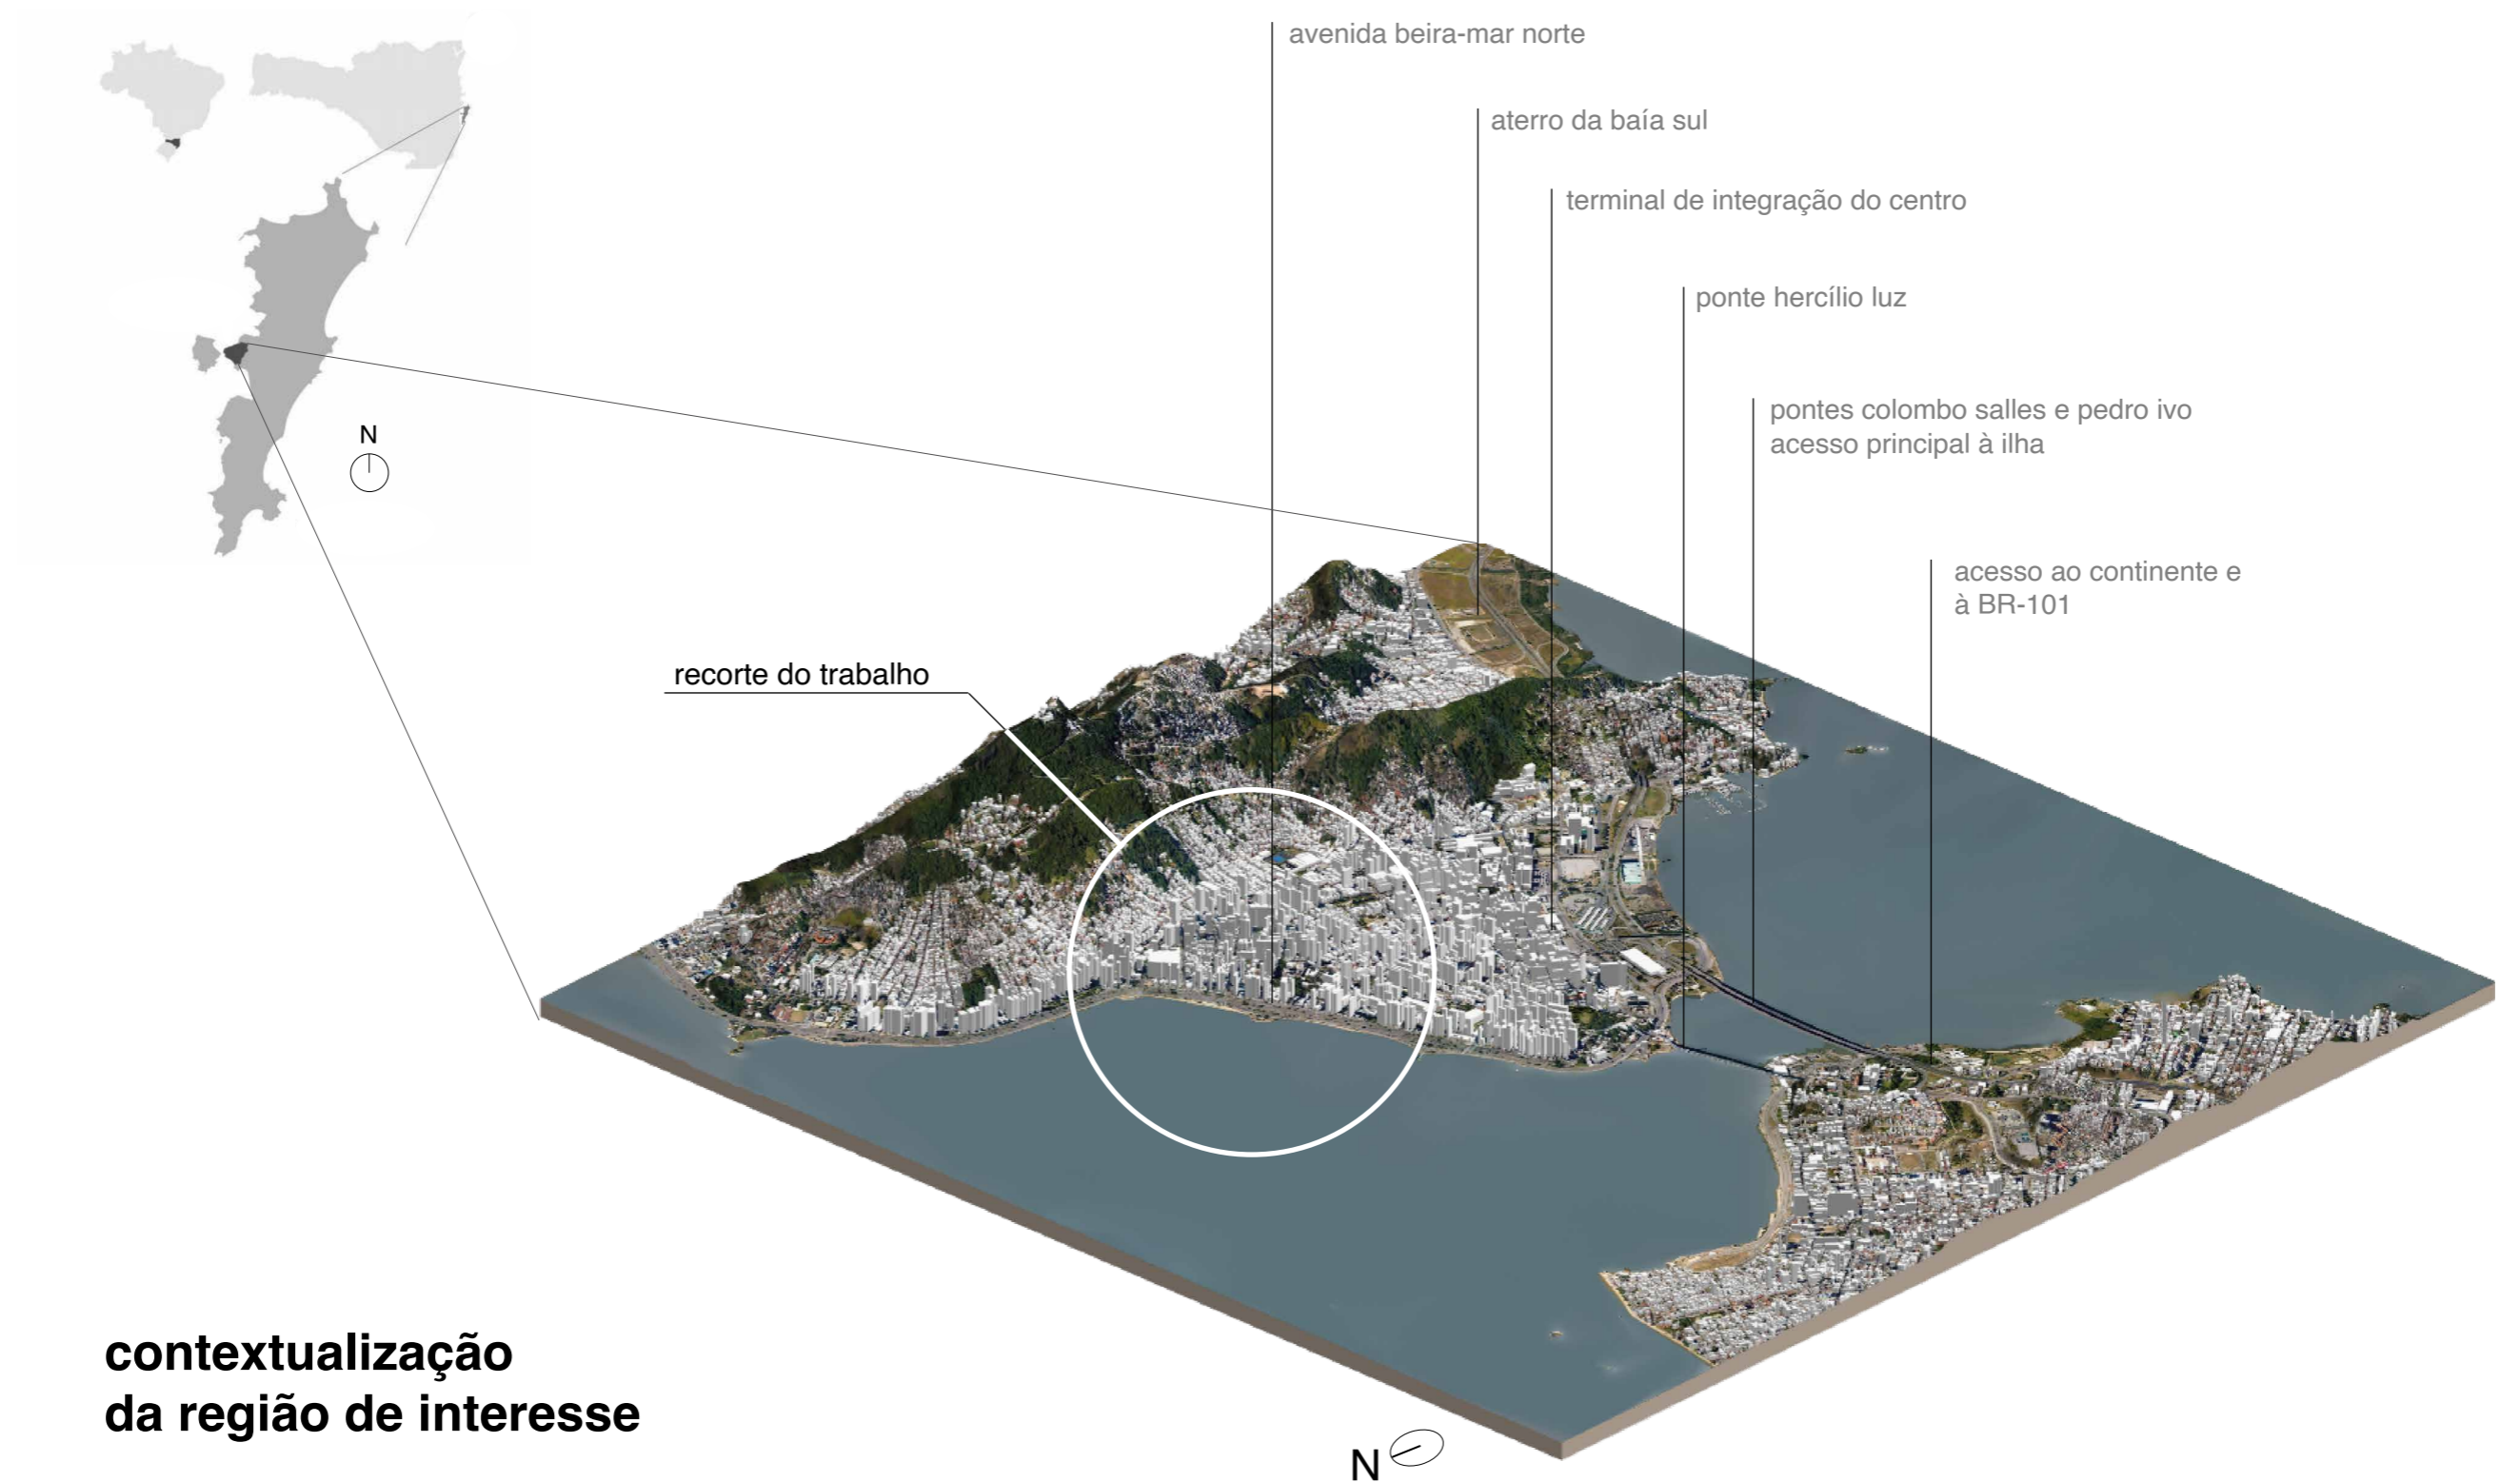 avenida beira-mar norte
aterro da baía sul
terminal de integração do centro
ponte hercílio luz
pontes colombo salles e pedro ivo
acesso principal à ilha
N
acesso ao continente e
à BR-101
recorte do trabalho
contextualização
da região de interesse
N